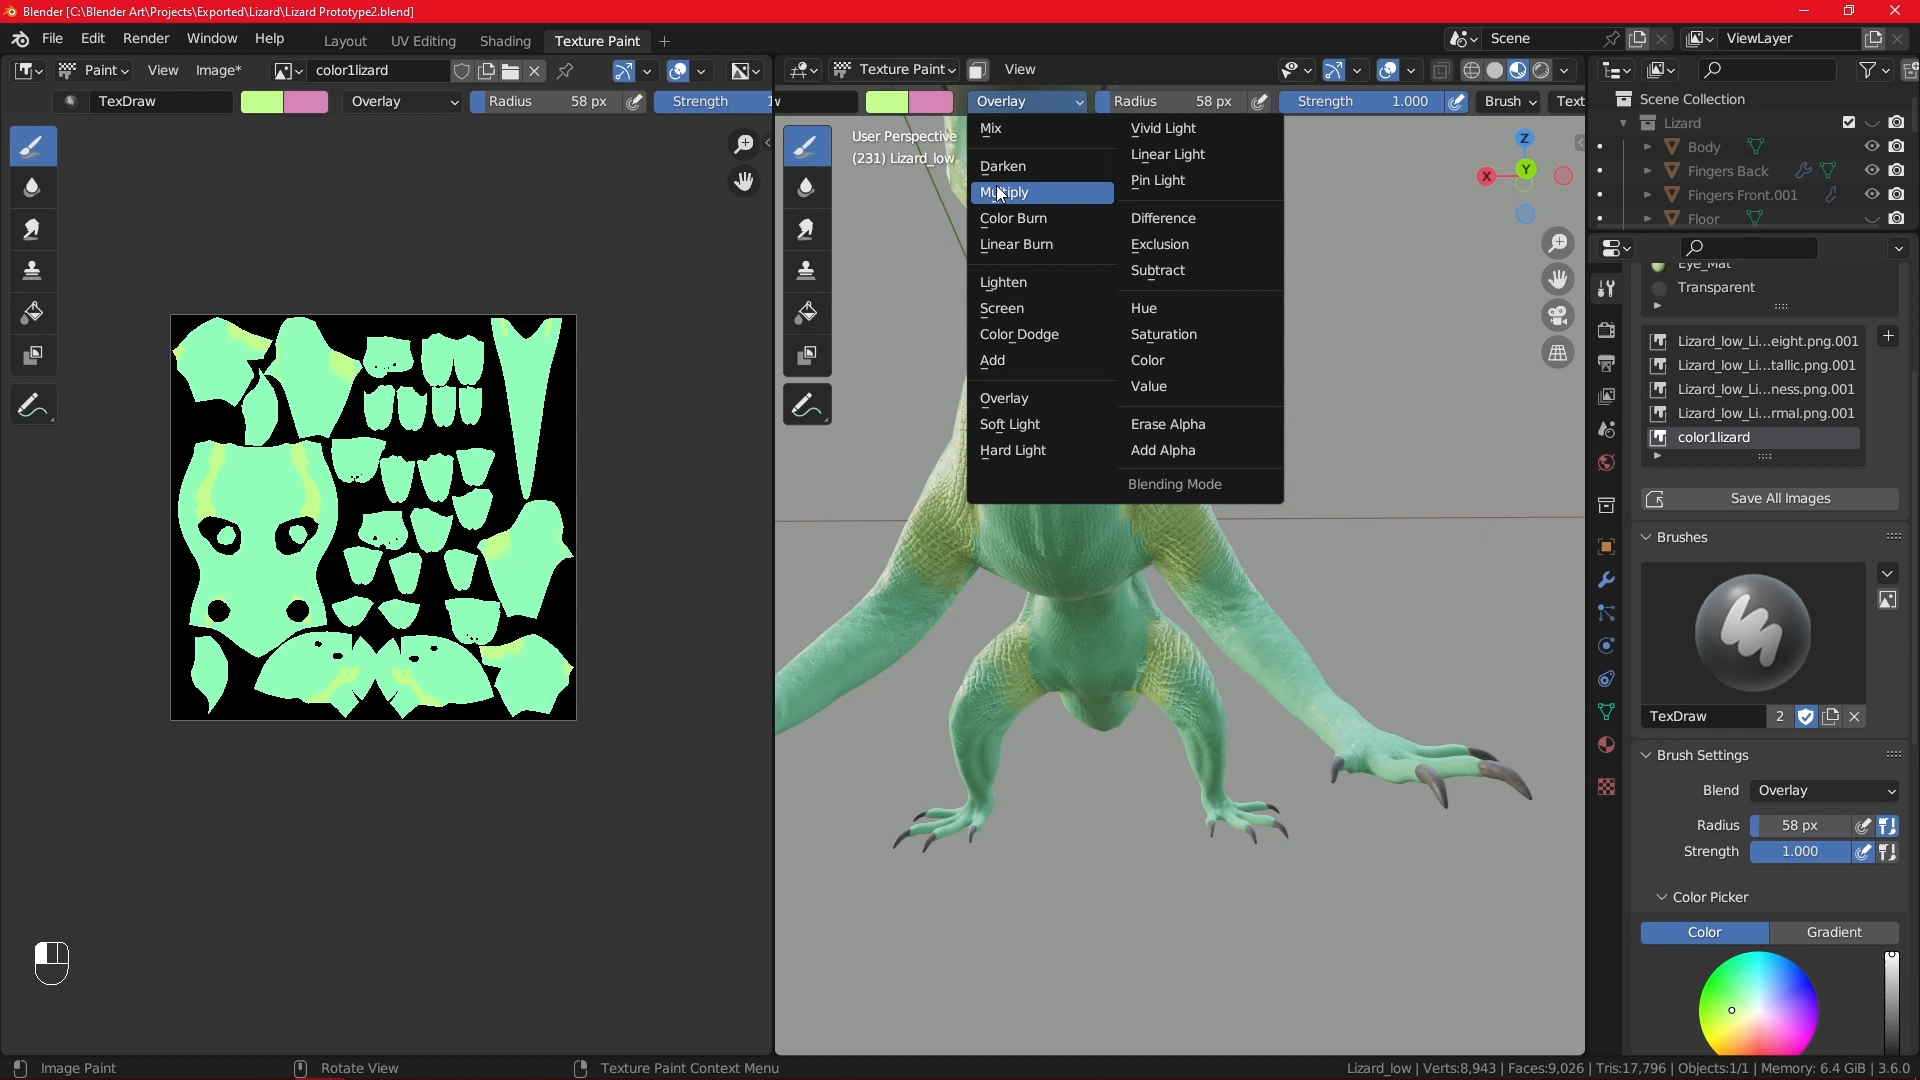 Blender [C:\Blender Art\Projects\Exported\Lizard\Lizard Prototype2.blend]
File Edit Render Window Help Layout UV Editing Shading Texture Paint + Scene ViewLayer
Paint View Image* color1lizard Texture Paint View
TexDraw Overlay Radius 58 px Strength Overlay Radius 58 px Strength 1.000 Brush Text
Scene Collection
Lizard
Body
Fingers Back
Fingers Front.001
Floor
User Perspective
(231) Lizard_low
Mix
Darken
Multiply
Color Burn
Linear Burn
Lighten
Screen
Color Dodge
Add
Overlay
Soft Light
Hard Light
Vivid Light
Linear Light
Pin Light
Difference
Exclusion
Subtract
Hue
Saturation
Color
Value
Erase Alpha
Add Alpha
Blending Mode
Z
X
Y
Eye_Mat
Transparent
Lizard_low_Li...eight.png.001
Lizard_low_Li...tallic.png.001
Lizard_low_Li...ness.png.001
Lizard_low_Li...rmal.png.001
color1lizard
Save All Images
Brushes
TexDraw 2
Brush Settings
Blend Overlay
Radius 58 px
Strength 1.000
Color Picker
Color Gradient
Image Paint Rotate View Texture Paint Context Menu Lizard_low | Verts:8,943 | Faces:9,026 | Tris:17,796 | Objects:1/1 | Memory: 6.4 GiB | 3.6.0